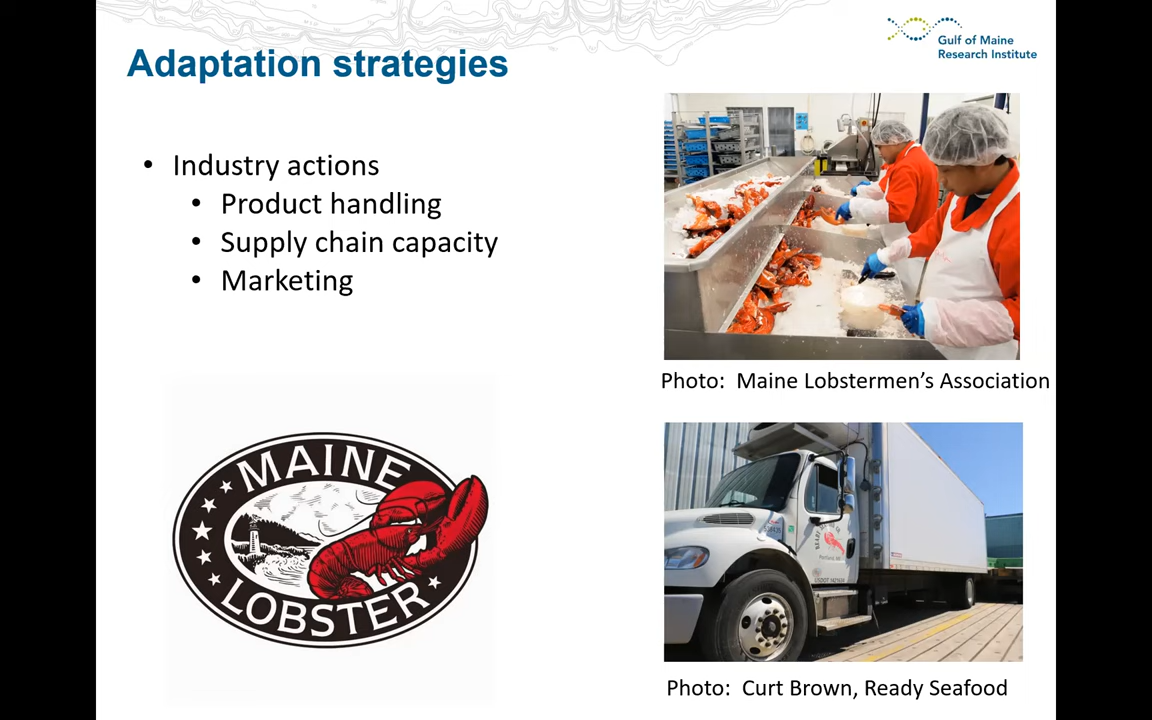 Adaptation strategies
Gulf of Maine
Research Institute
• Industry actions
• Product handling
• Supply chain capacity
• Marketing
Photo: Maine Lobstermen’s Association
MAINE
LOBSTER
Photo: Curt Brown, Ready Seafood